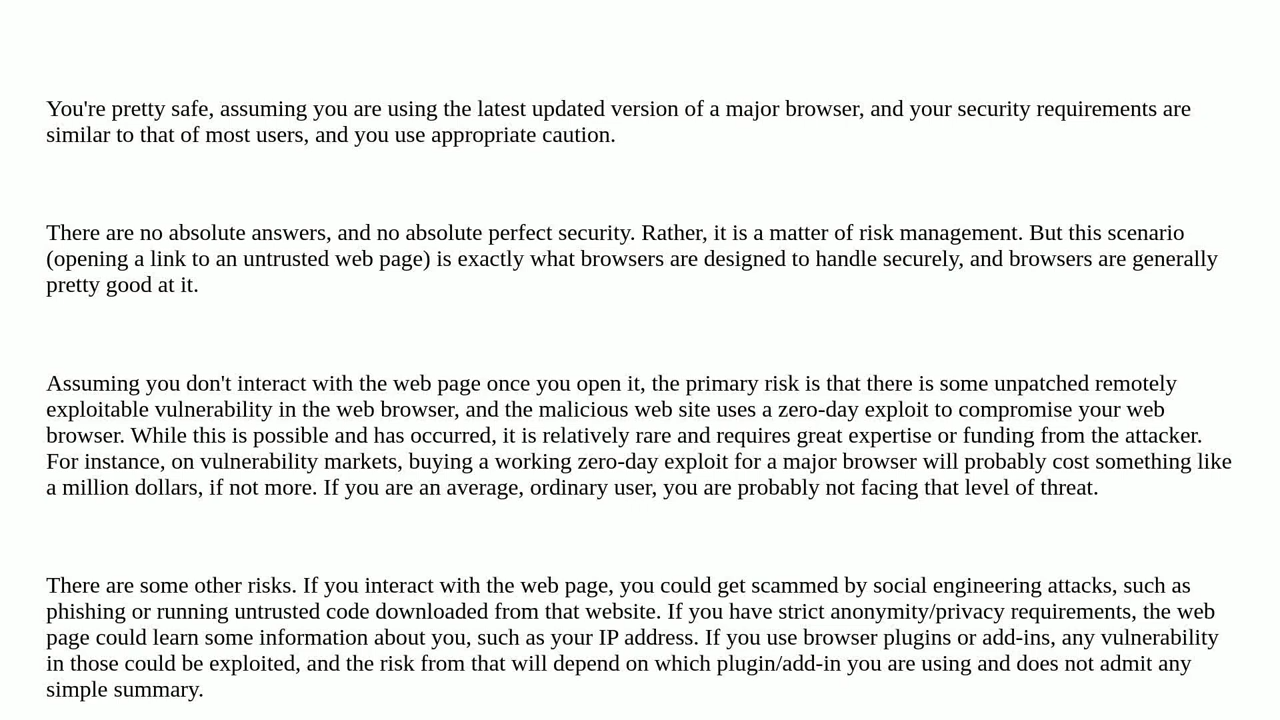 You're pretty safe, assuming you are using the latest updated version of a major browser, and your security requirements are
similar to that of most users, and you use appropriate caution.
There are no absolute answers, and no absolute perfect security. Rather, it is a matter of risk management. But this scenario
(opening a link to an untrusted web page) is exactly what browsers are designed to handle securely, and browsers are generally
pretty good at it.
Assuming you don't interact with the web page once you open it, the primary risk is that there is some unpatched remotely
exploitable vulnerability in the web browser, and the malicious web site uses a zero-day exploit to compromise your web
browser. While this is possible and has occurred, it is relatively rare and requires great expertise or funding from the attacker.
For instance, on vulnerability markets, buying a working zero-day exploit for a major browser will probably cost something like
a million dollars, if not more. If you are an average, ordinary user, you are probably not facing that level of threat.
There are some other risks. If you interact with the web page, you could get scammed by social engineering attacks, such as
phishing or running untrusted code downloaded from that website. If you have strict anonymity/privacy requirements, the web
page could learn some information about you, such as your IP address. If you use browser plugins or add-ins, any vulnerability
in those could be exploited, and the risk from that will depend on which plugin/add-in you are using and does not admit any
simple summary.